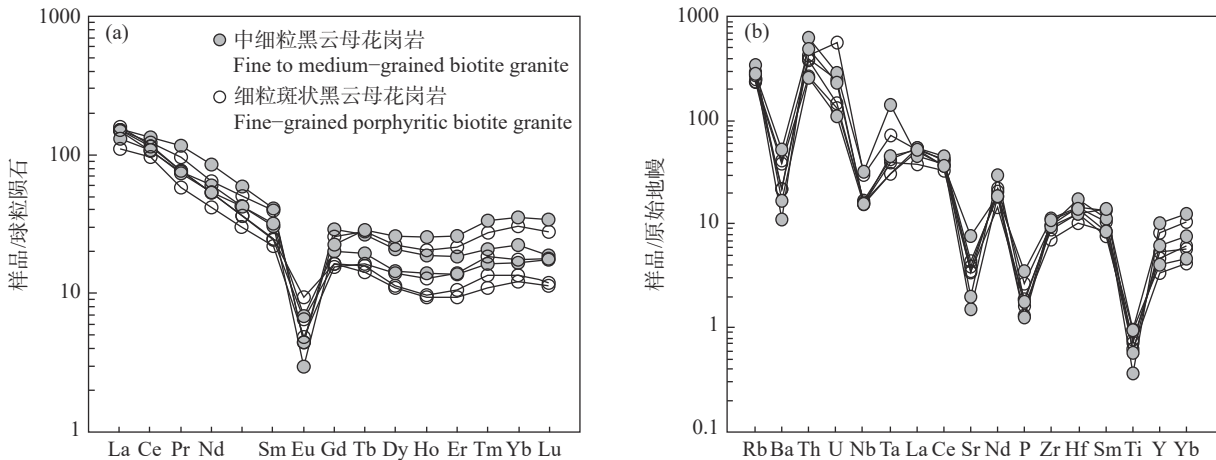 1000
100
10
1
样品/球粒陨石
(a)
中细粒黑云母花岗岩
Fine to medium−grained biotite granite
细粒斑状黑云母花岗岩
Fine−grained porphyritic biotite granite
La Ce Pr Nd Sm Eu Gd Tb Dy Ho Er Tm Yb Lu
1000
100
10
1
0.1
样品/原始地幔
(b)
Rb Ba Th U Nb Ta La Ce Sr Nd P Zr Hf Sm Ti Y Yb